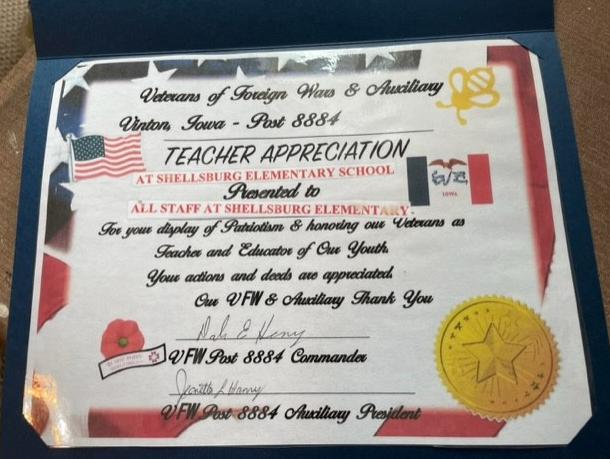 Veterans of Foreign Wars & Auxiliary
Vinton, Iowa - Post 8884
TEACHER APPRECIATION
AT SHELLSBURG ELEMENTARY SCHOOL
Presented to
ALL STAFF AT SHELLSBURG ELEMENTARY
For your display of Patriotism & honoring our Veterans as
Teacher and Educator of Our Youth.
Your actions and deeds are appreciated.
Our VFW & Auxiliary Thank You
IOWA
Dale E
VFW Post 8884 Commander
VFW Post 8884 Auxiliary President